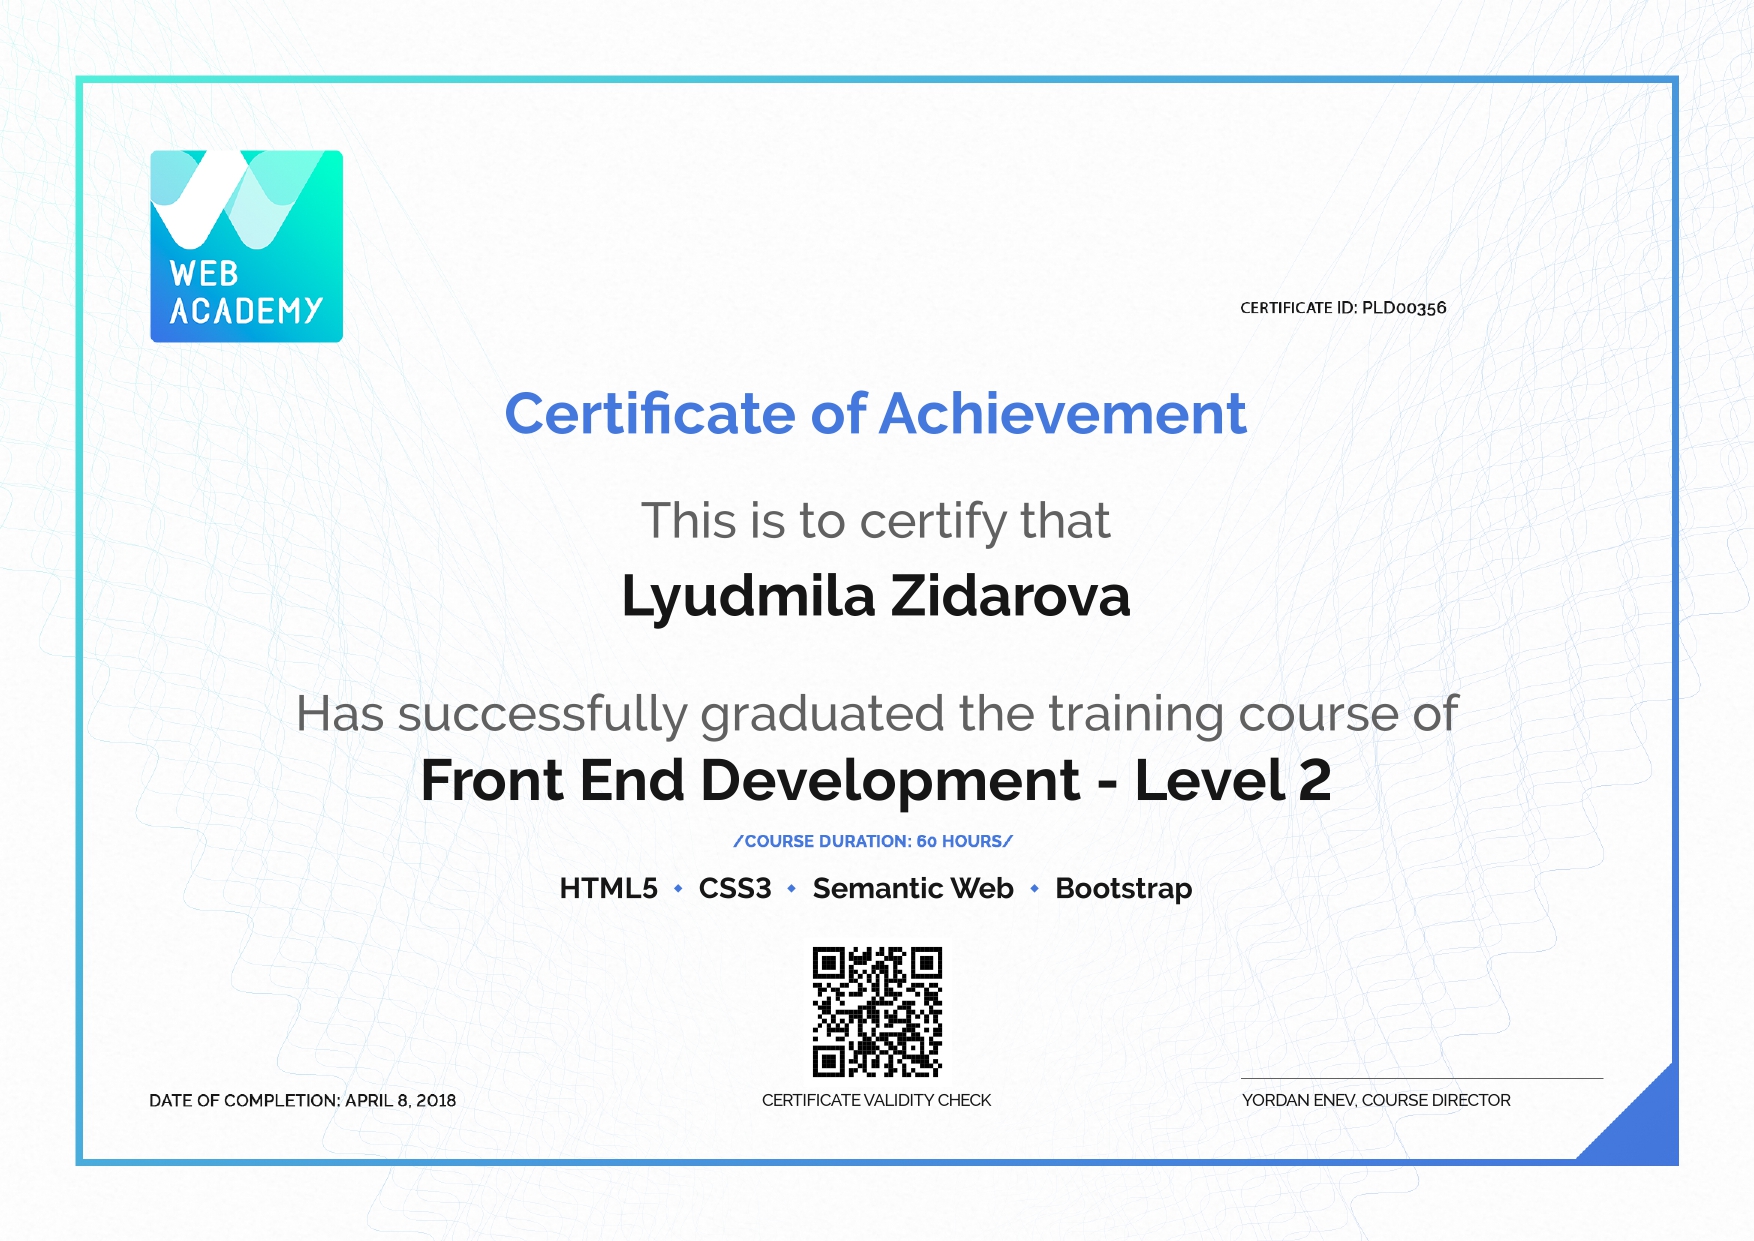 WEB
ACADEMY
CERTIFICATE ID: PLD00356
Certificate of Achievement
This is to certify that
Lyudmila Zidarova
Has successfully graduated the training course of
Front End Development - Level 2
/COURSE DURATION: 60 HOURS/
HTML5 • CSS3 • Semantic Web • Bootstrap
DATE OF COMPLETION: APRIL 8, 2018
CERTIFICATE VALIDITY CHECK
YORDAN ENEV, COURSE DIRECTOR